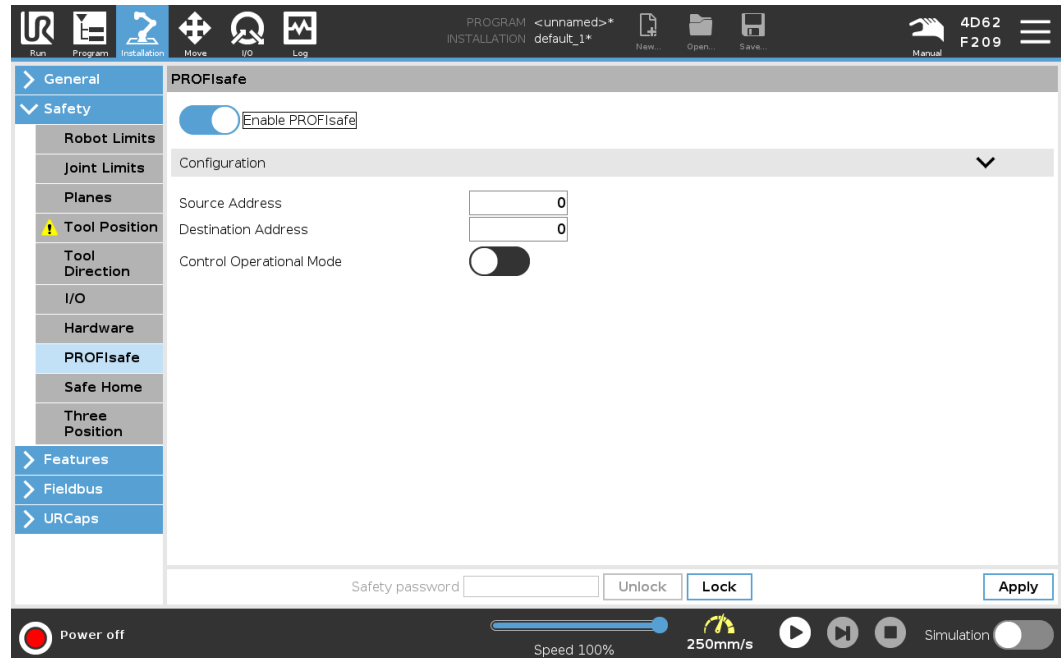 PROGRAM <unnamed>*
INSTALLATION default_1*
UR
Run
Program
Installation
Move
I/O
Log
New...
Open...
Save...
Manual
4D62
F209
General
Safety
Robot Limits
Joint Limits
Planes
Tool Position
Tool
Direction
I/O
Hardware
PROFIsafe
Safe Home
Three
Position
Features
Fieldbus
URCaps
PROFIsafe
Enable PROFIsafe
Configuration
Source Address 0
Destination Address 0
Control Operational Mode
Safety password Unlock Lock Apply
Power off
Speed 100%
250mm/s
Simulation